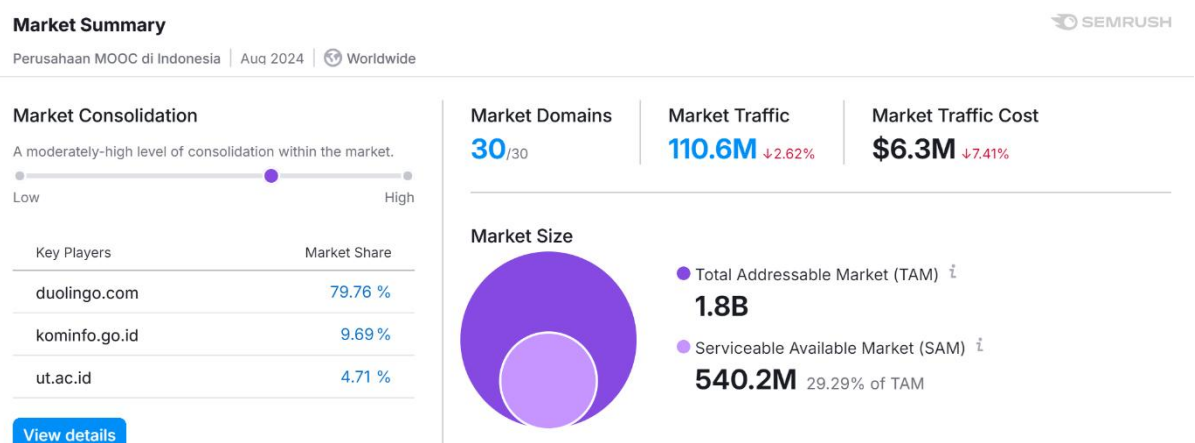 Market Summary
SEMRUSH
Perusahaan MOOC di Indonesia | Aug 2024 | Worldwide
Market Consolidation
A moderately-high level of consolidation within the market.
Low High
Key Players Market Share
duolingo.com 79.76 %
kominfo.go.id 9.69 %
ut.ac.id 4.71 %
View details
Market Domains
30/30
Market Traffic
110.6M ↓2.62%
Market Traffic Cost
$6.3M ↓7.41%
Market Size
Total Addressable Market (TAM) i
1.8B
Serviceable Available Market (SAM) i
540.2M 29.29% of TAM